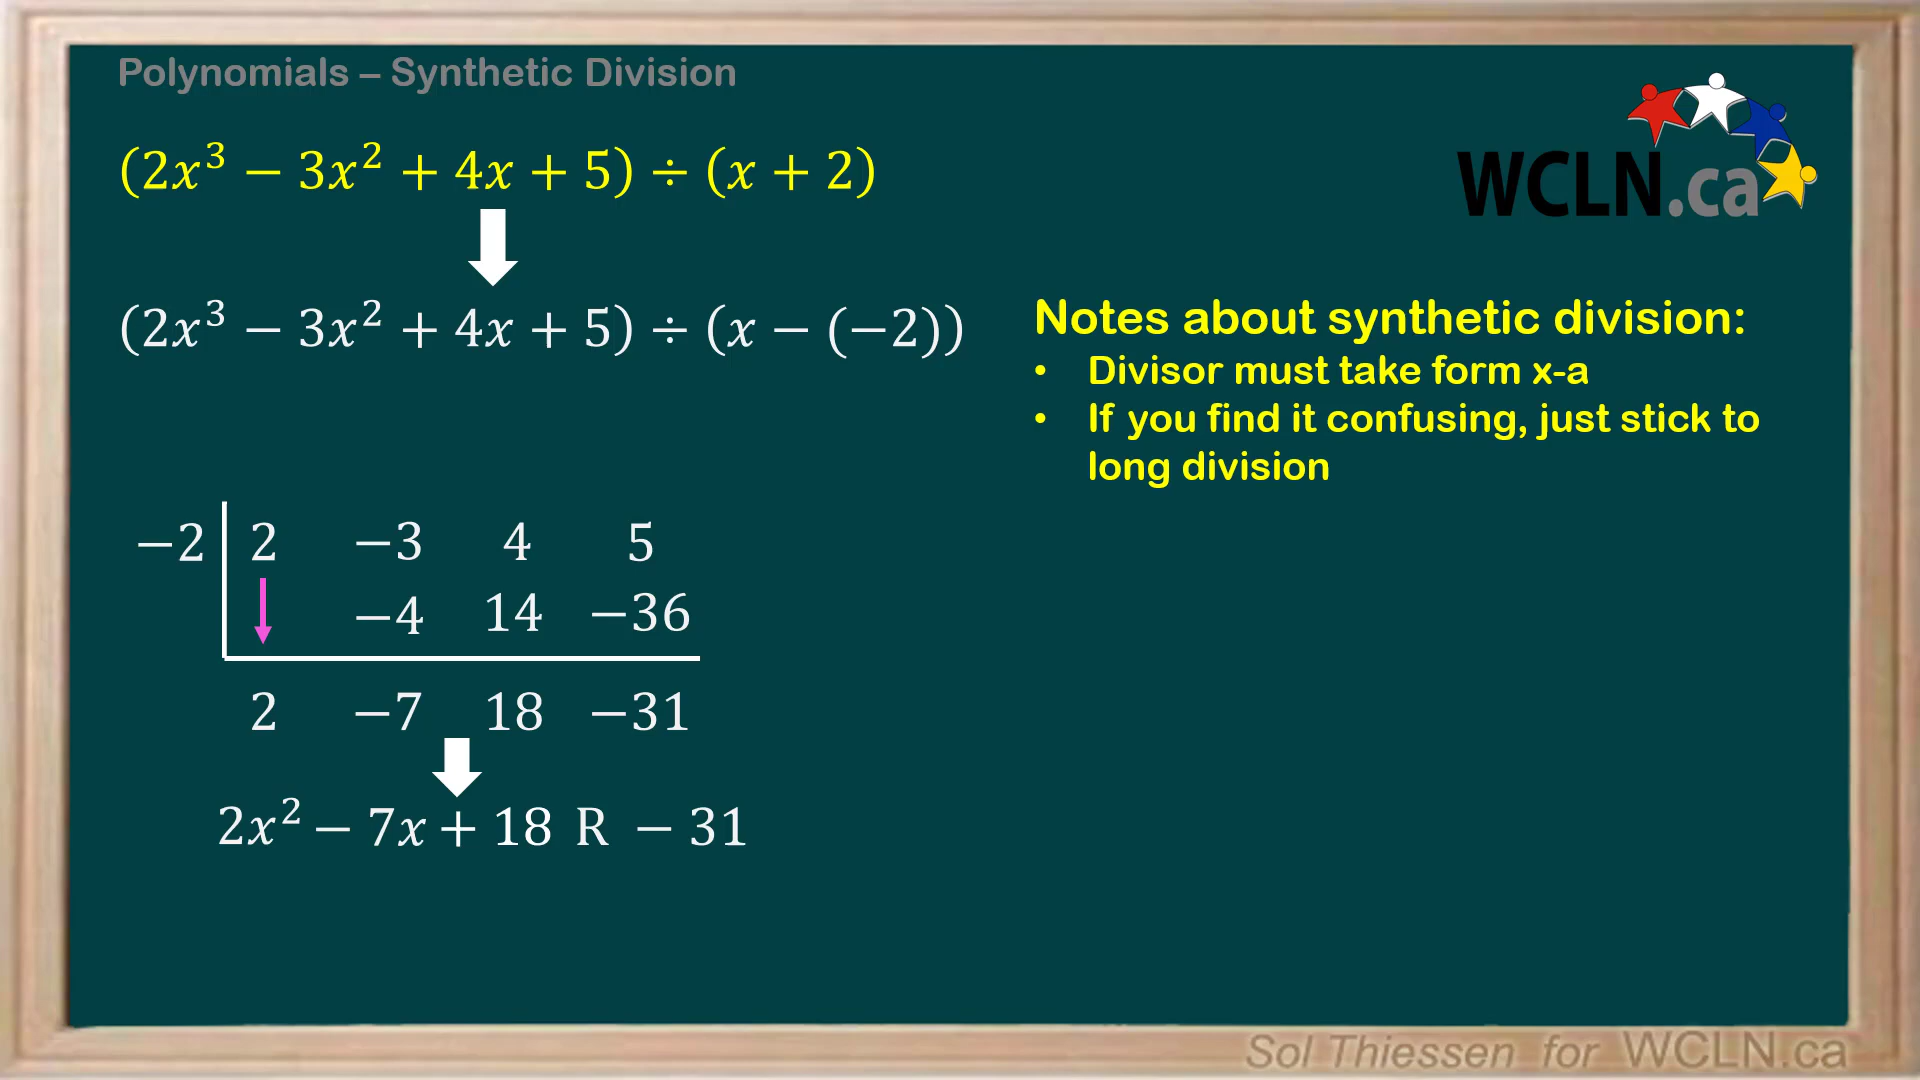 Polynomials – Synthetic Division
WCLN.ca
(2x³ − 3x² + 4x + 5) ÷ (x + 2)
(2x³ − 3x² + 4x + 5) ÷ (x − (−2))
Notes about synthetic division:
• Divisor must take form x-a
• If you find it confusing, just stick to
long division
−2 2 −3 4 5
−4 14 −36
2 −7 18 −31
2x² − 7x + 18 R − 31
Sol Thiessen for WCLN.ca